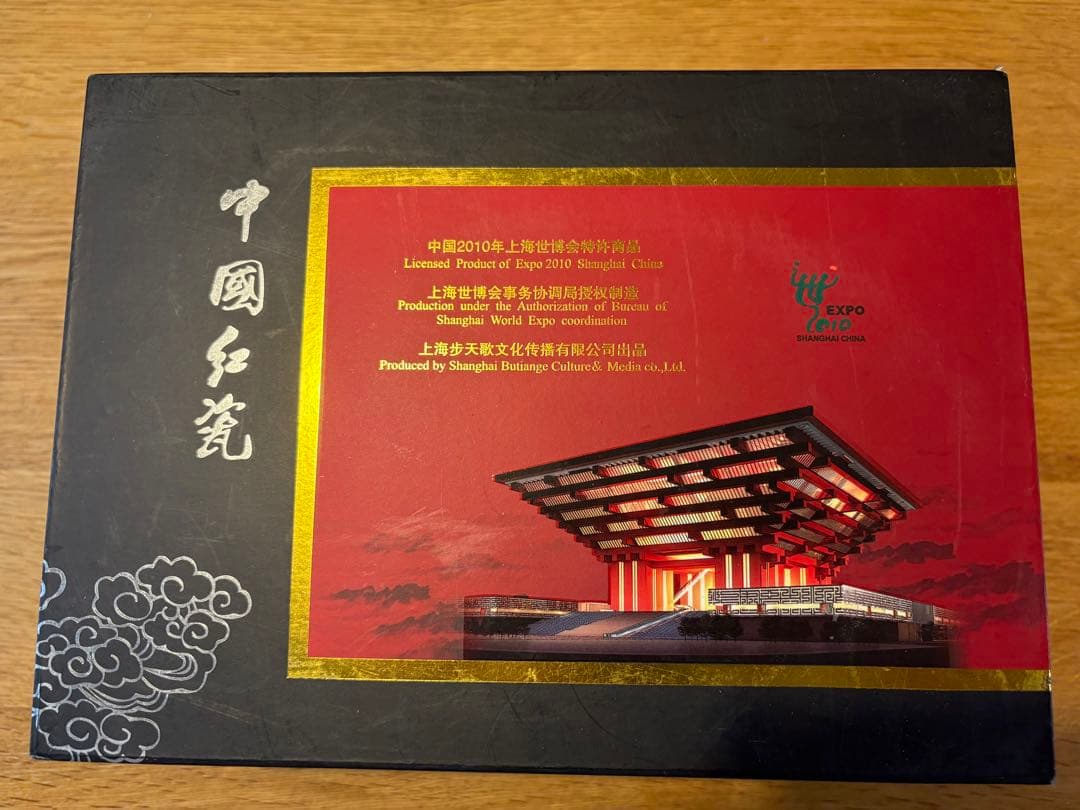 中國红瓷
中国2010年上海世博会特许商品
Licensed Product of Expo 2010 Shanghai China
上海世博会事务协调局授权制造
Production under the Authorization of Bureau of
Shanghai World Expo coordination
上海步天歌文化传播有限公司出品
Produced by Shanghai Butiange Culture& Media co.,Ltd.
EXPO
2010
SHANGHAI CHINA